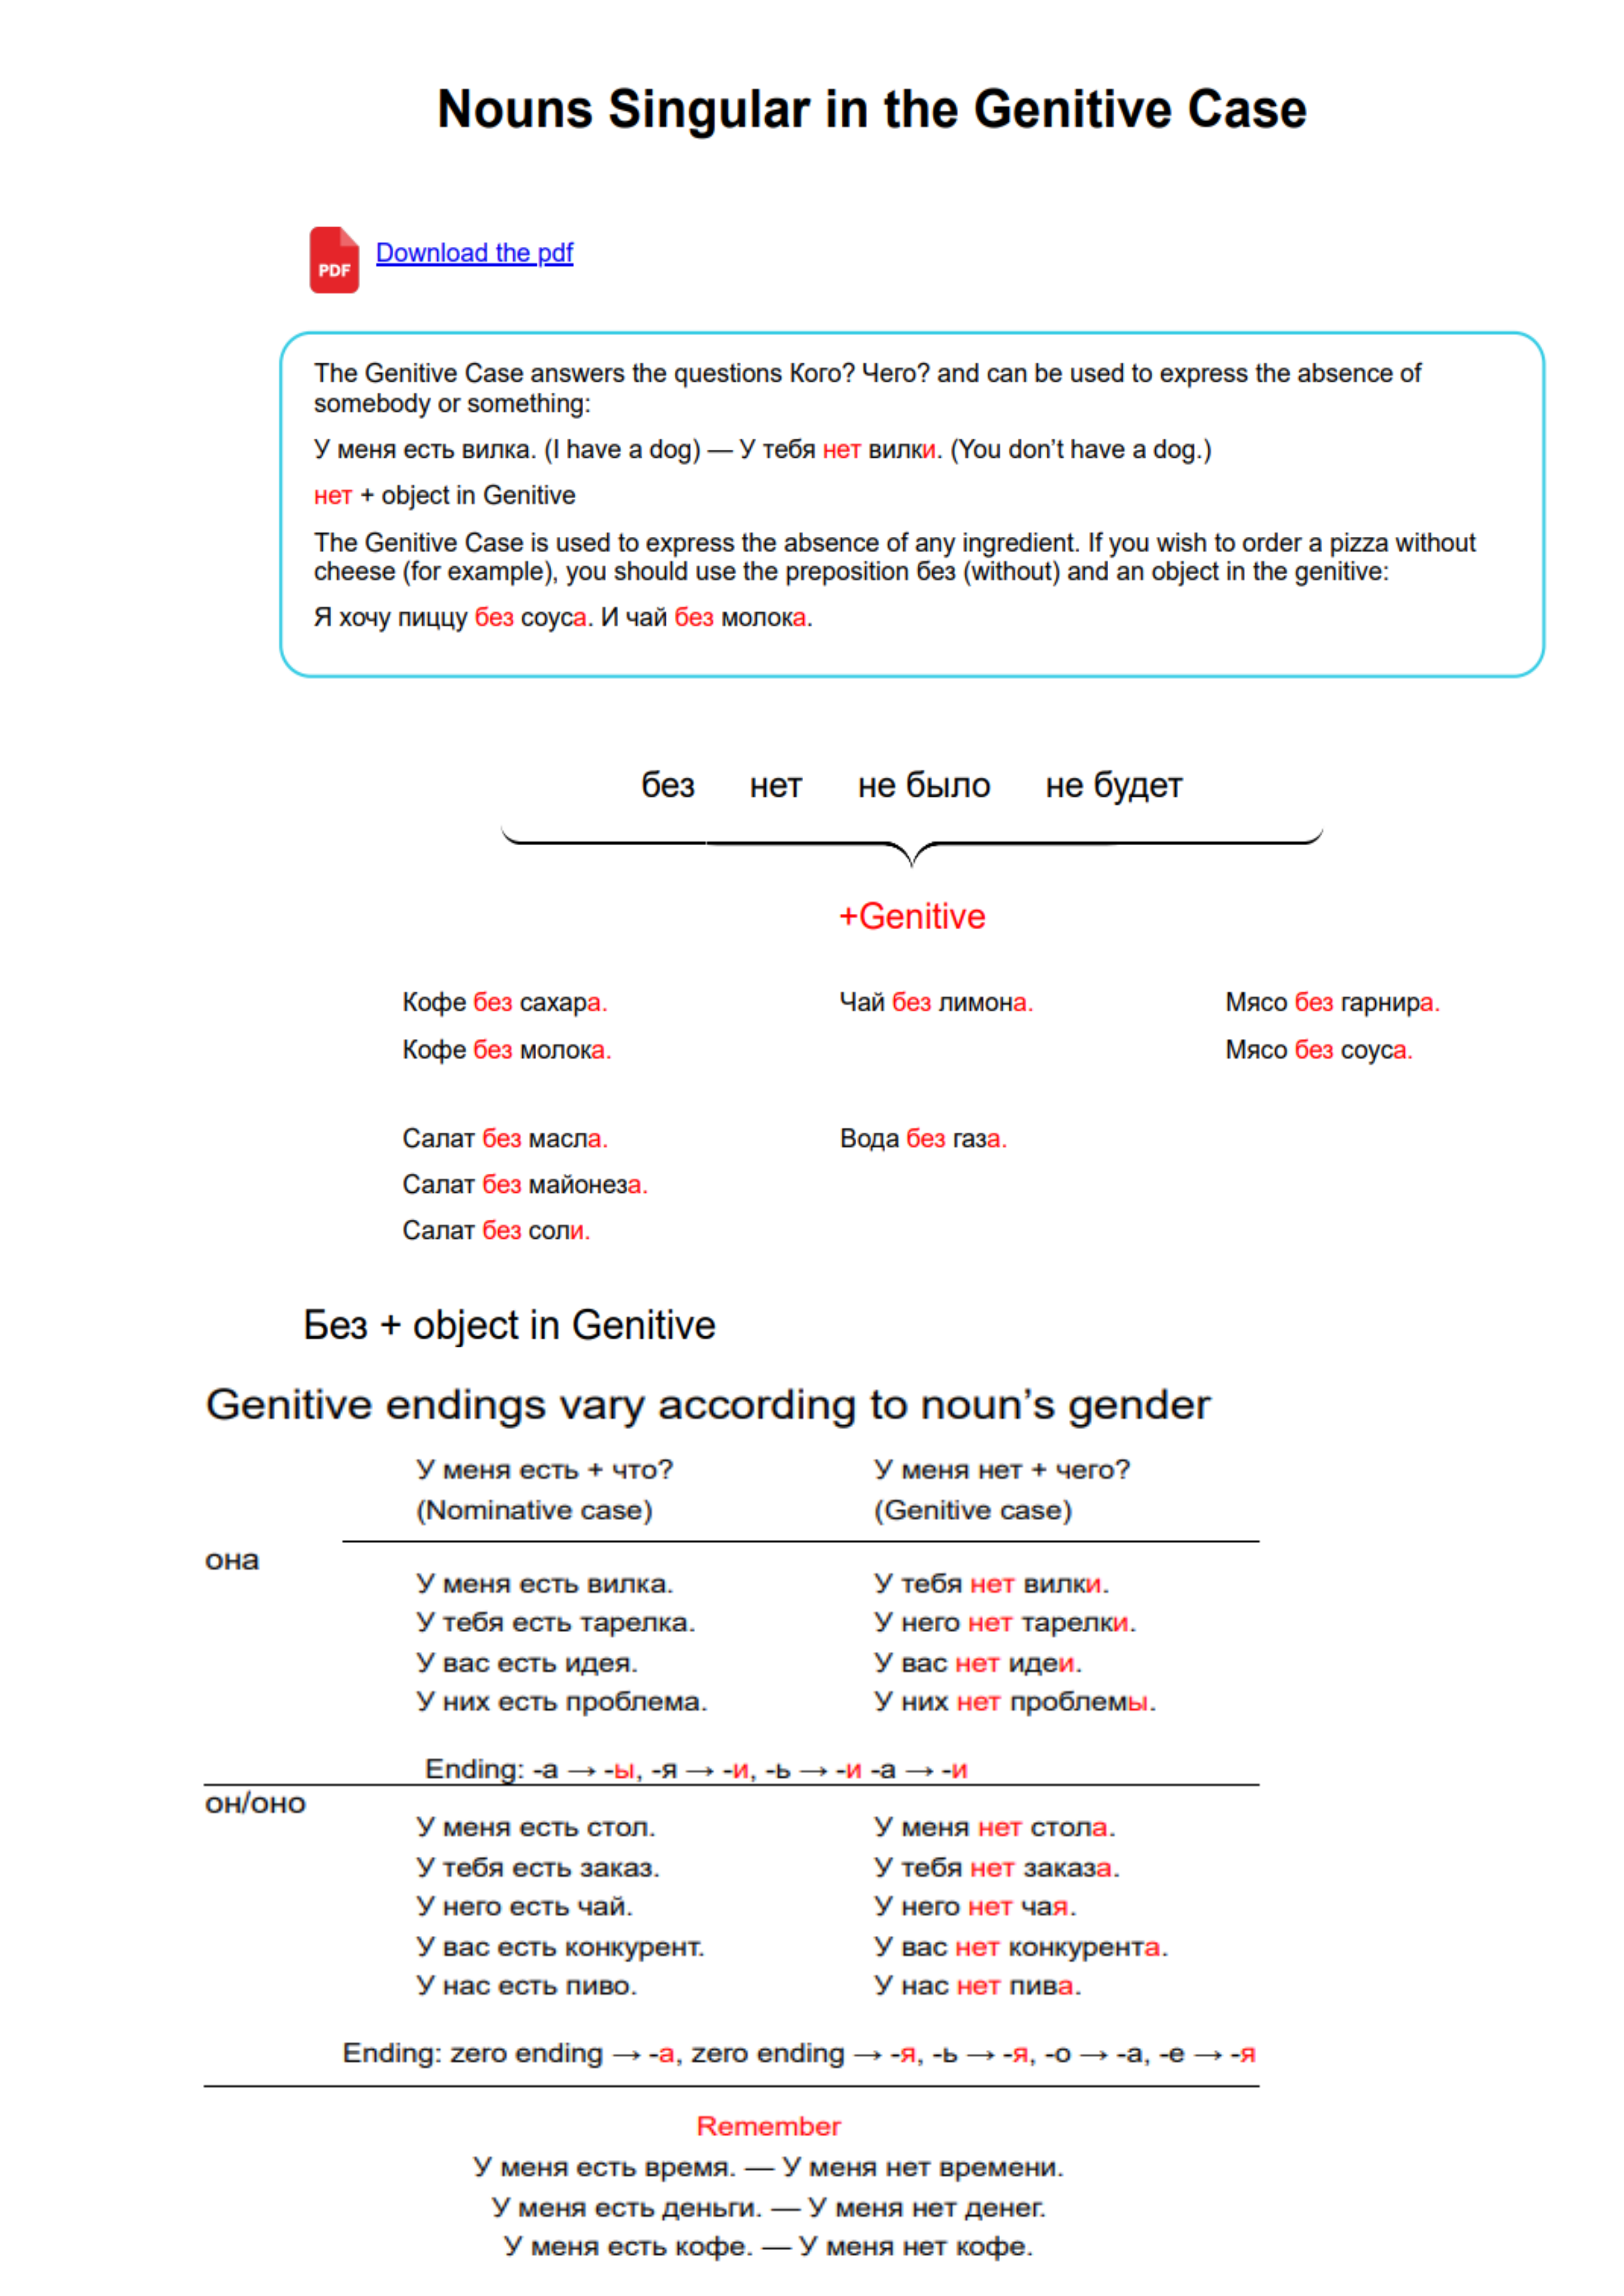 Nouns Singular in the Genitive Case
PDF
Download the pdf
The Genitive Case answers the questions Кого? Чего? and can be used to express the absence of
somebody or something:
У меня есть вилка. (I have a dog) — У тебя нет вилки. (You don’t have a dog.)
нет + object in Genitive
The Genitive Case is used to express the absence of any ingredient. If you wish to order a pizza without
cheese (for example), you should use the preposition без (without) and an object in the genitive:
Я хочу пиццу без соуса. И чай без молока.
без нет не было не будет
+Genitive
Кофе без сахара. Чай без лимона. Мясо без гарнира.
Кофе без молока. Мясо без соуса.
Салат без масла. Вода без газа.
Салат без майонеза.
Салат без соли.
Без + object in Genitive
Genitive endings vary according to noun’s gender
У меня есть + что? У меня нет + чего?
(Nominative case) (Genitive case)
она
У меня есть вилка. У тебя нет вилки.
У тебя есть тарелка. У него нет тарелки.
У вас есть идея. У вас нет идеи.
У них есть проблема. У них нет проблемы.
Ending: -а → -ы, -я → -и, -ь → -и -а → -и
он/оно
У меня есть стол. У меня нет стола.
У тебя есть заказ. У тебя нет заказа.
У него есть чай. У него нет чая.
У вас есть конкурент. У вас нет конкурента.
У нас есть пиво. У нас нет пива.
Ending: zero ending → -а, zero ending → -я, -ь → -я, -о → -а, -е → -я
Remember
У меня есть время. — У меня нет времени.
У меня есть деньги. — У меня нет денег.
У меня есть кофе. — У меня нет кофе.